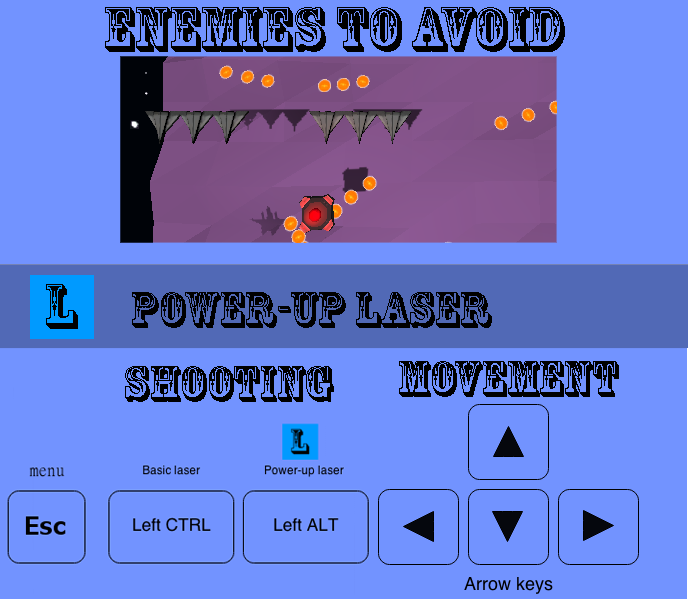 ENEMIES TO AVOID
L POWER-UP LASER
SHOOTING MOVEMENT
L
menu Basic laser Power-up laser
Esc Left CTRL Left ALT
Arrow keys